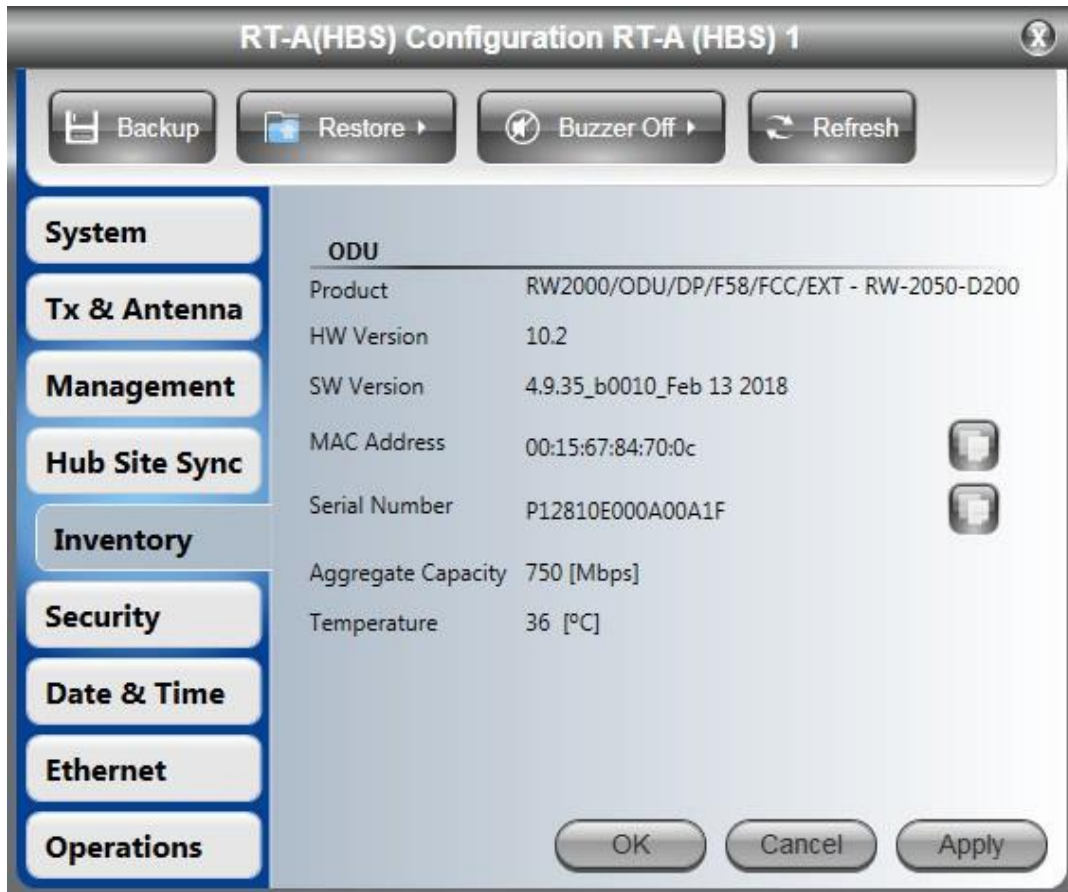 RT-A(HBS) Configuration RT-A (HBS) 1
X
Backup
Restore
Buzzer Off
Refresh
System
Tx & Antenna
Management
Hub Site Sync
Inventory
Security
Date & Time
Ethernet
Operations
ODU
Product RW2000/ODU/DP/F58/FCC/EXT - RW-2050-D200
HW Version 10.2
SW Version 4.9.35_b0010_Feb 13 2018
MAC Address 00:15:67:84:70:0c
Serial Number P12810E000A00A1F
Aggregate Capacity 750 [Mbps]
Temperature 36 [ºC]
OK
Cancel
Apply